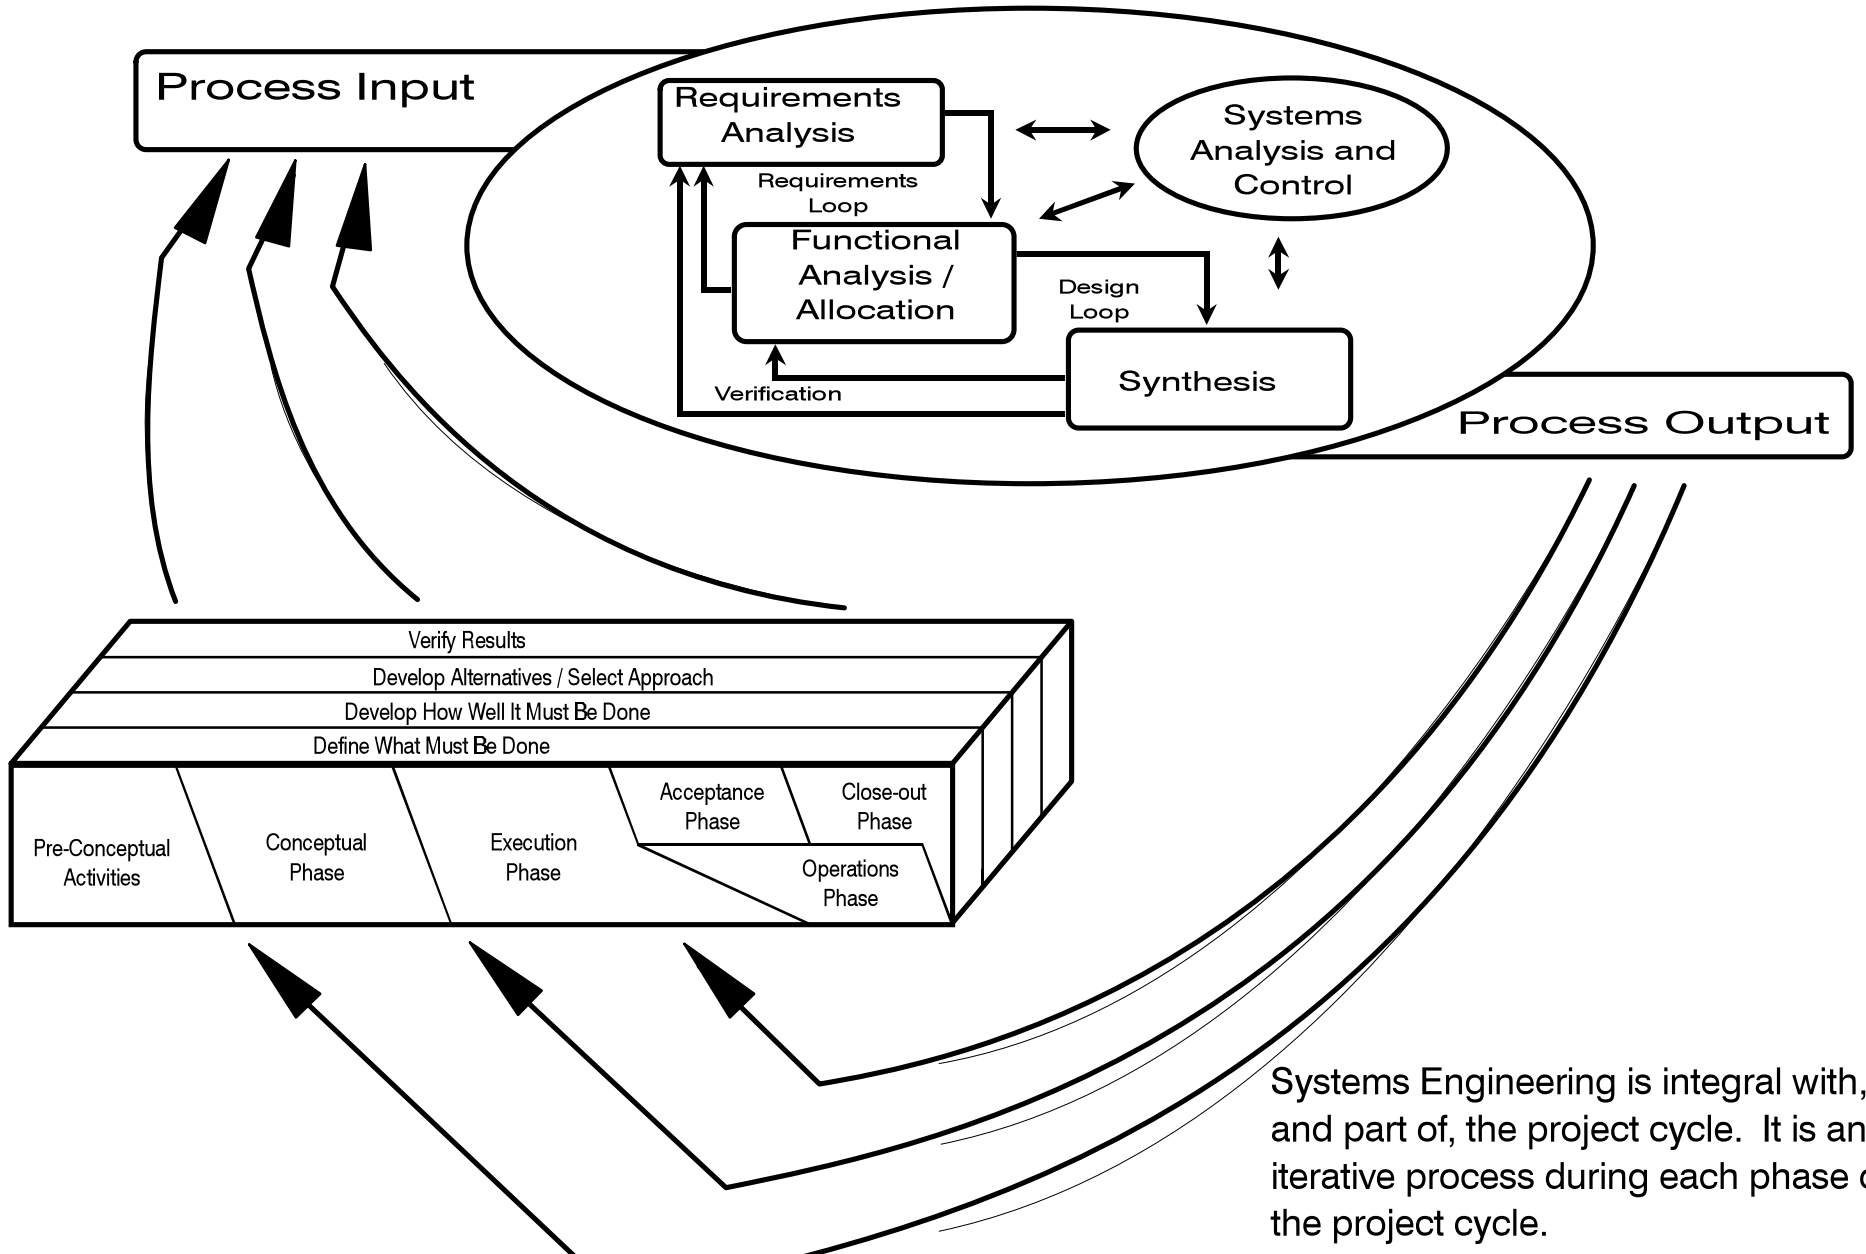 Process Input
Requirements
Analysis
Systems
Analysis and
Control
Requirements
Loop
Functional
Analysis /
Allocation
Design
Loop
Synthesis
Verification
Process Output
Verify Results
Develop Alternatives / Select Approach
Develop How Well It Must Be Done
Define What Must Be Done
Pre-Conceptual
Activities
Conceptual
Phase
Execution
Phase
Acceptance
Phase
Close-out
Phase
Operations
Phase
Systems Engineering is integral with,
and part of, the project cycle. It is an
iterative process during each phase
the project cycle.